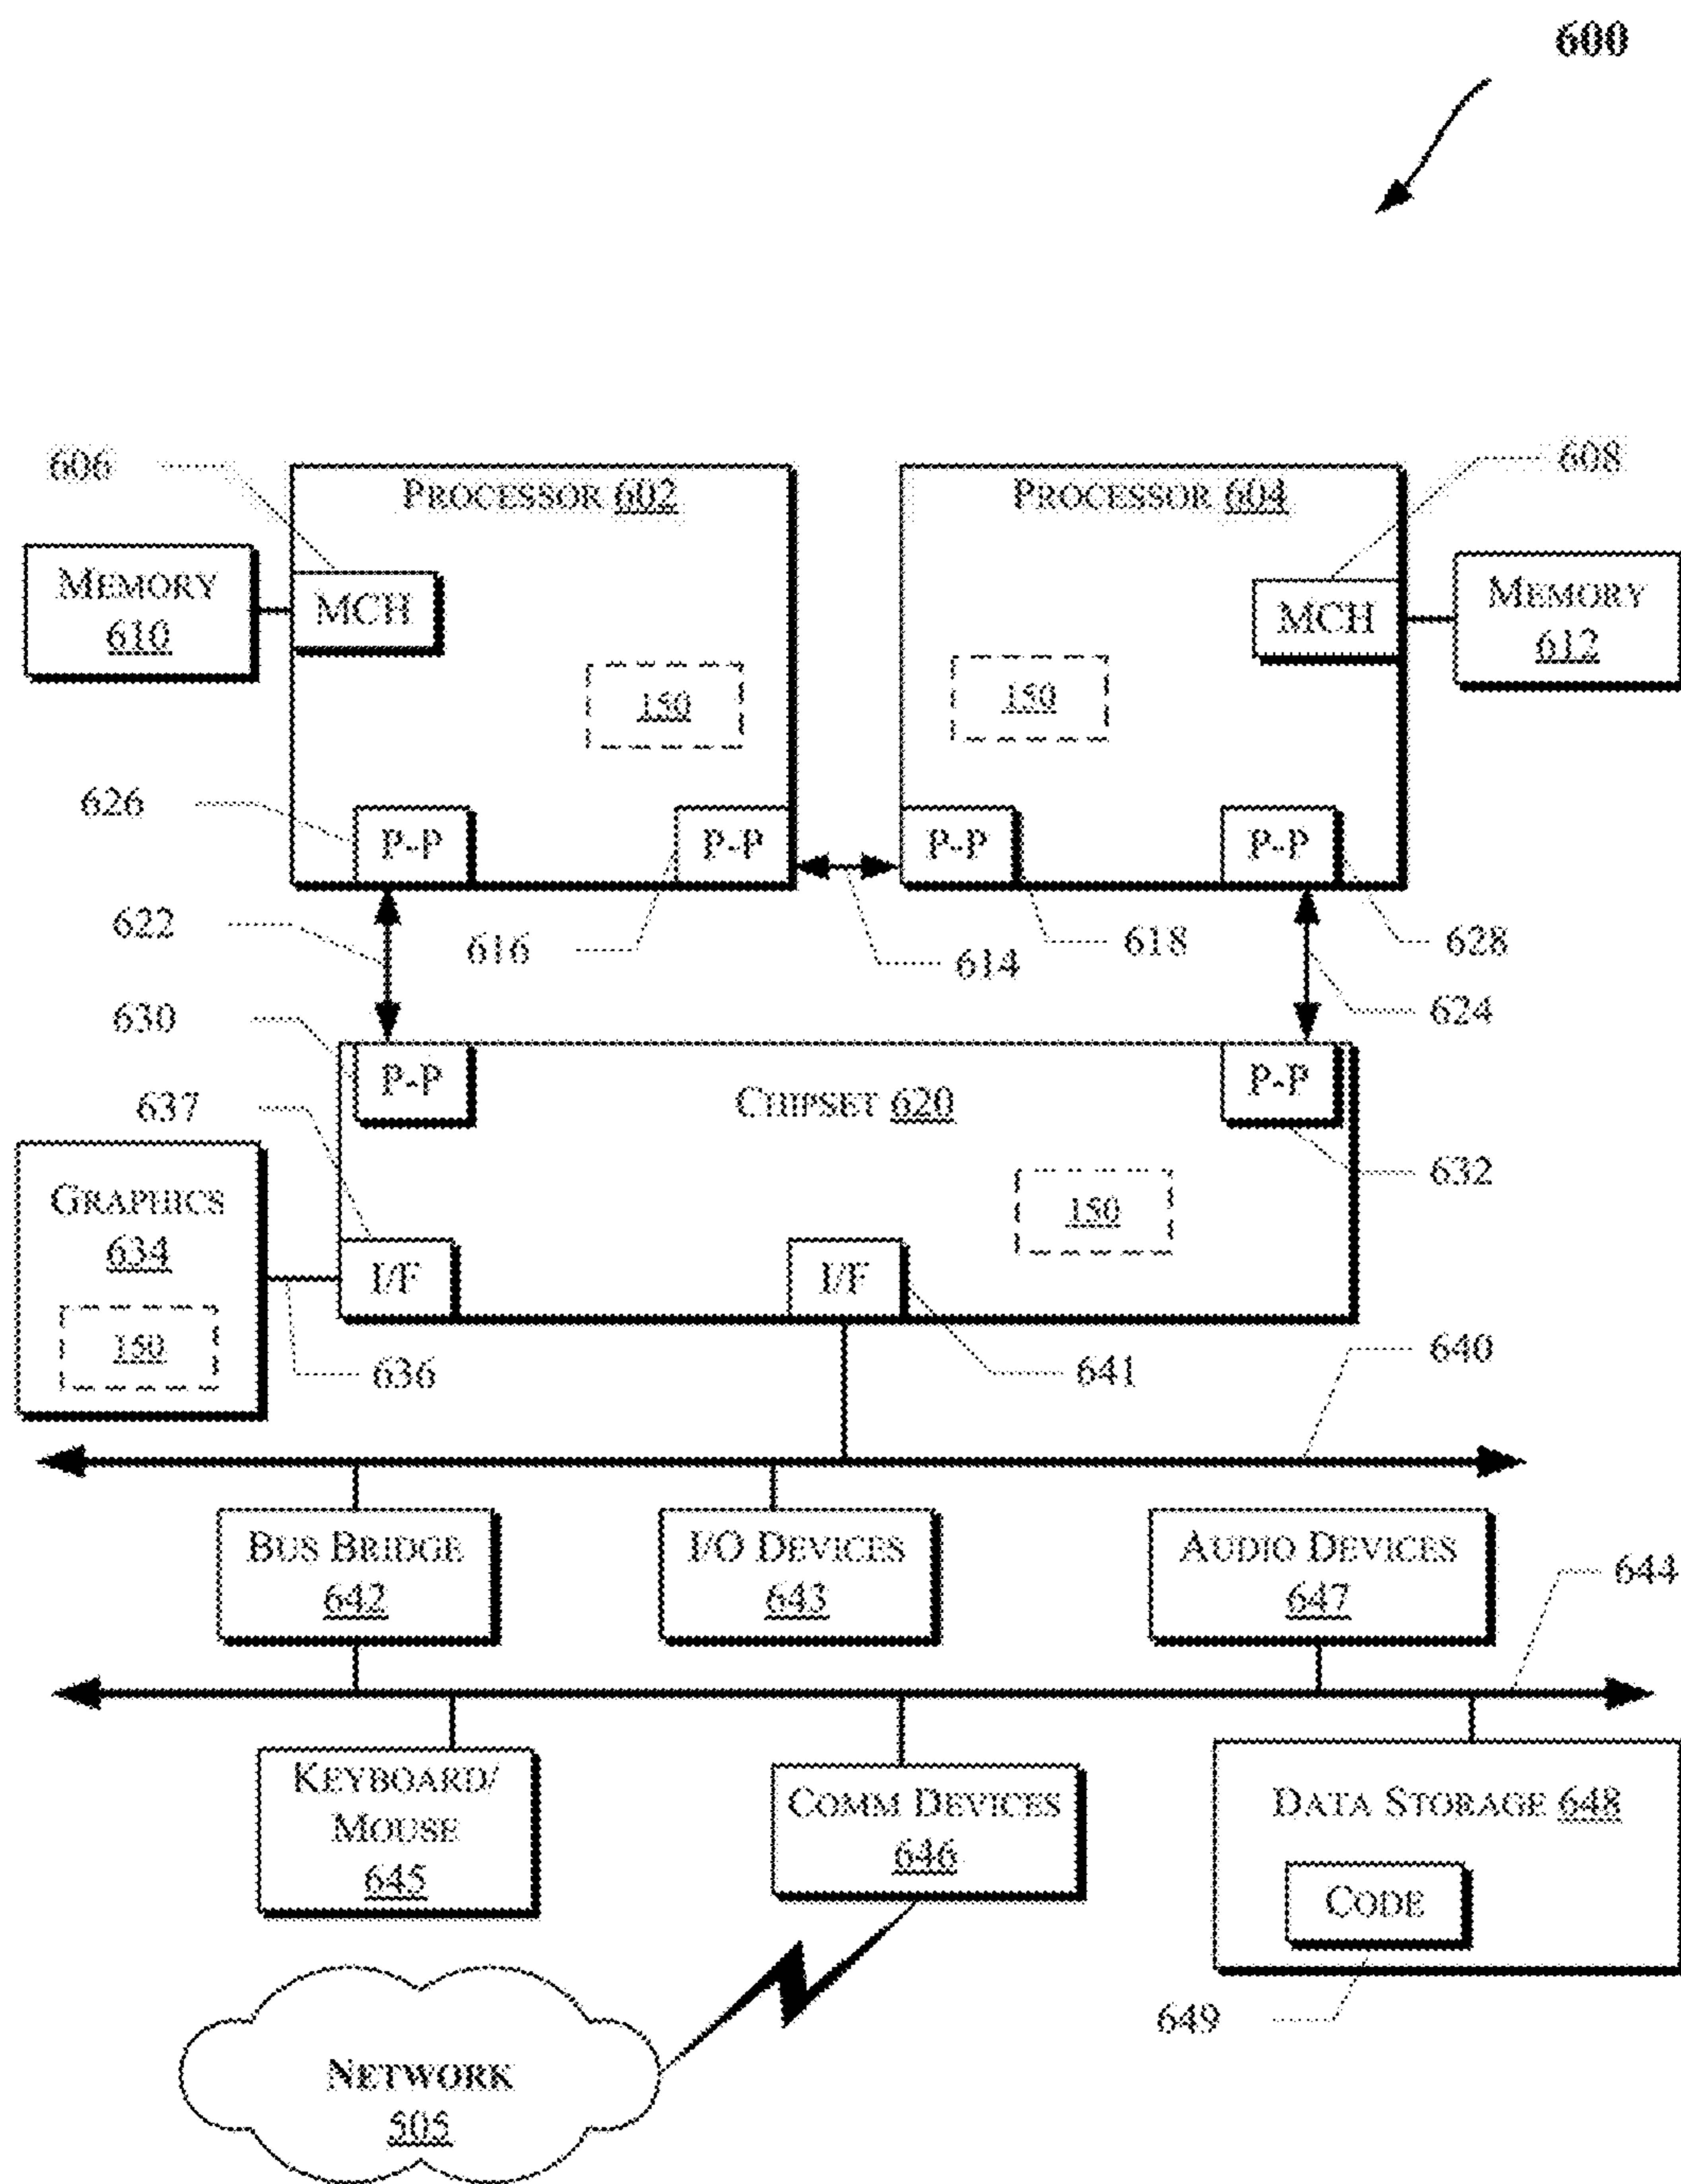 600
606
PROCESSOR 602
PROCESSOR 604
608
MEMORY
610
MCH
MCH
MEMORY
612
150
150
626
P-P
P-P
P-P
P-P
622
616
614
618
628
624
630
P-P
CHIPSET 620
P-P
637
632
GRAPHICS
634
150
I/F
I/F
150
636
641
640
BUS BRIDGE
642
I/O DEVICES
643
AUDIO DEVICES
647
644
KEYBOARD/
MOUSE
645
COMM DEVICES
646
DATA STORAGE 648
CODE
649
NETWORK
505